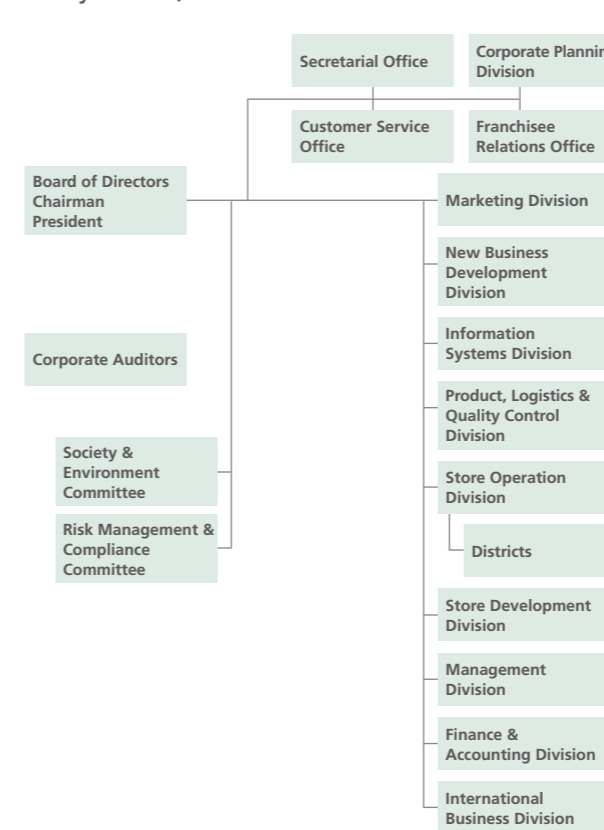 Secretarial Office
Corporate
Division
Customer Service
Office
Franchisee
Relations Office
Board of Directors
Chairman
President
Marketing Division
New Business
Development
Division
Information
Systems Division
Corporate Auditors
Product, Logistics &
Quality Control
Division
Society &
Environment
Committee
Store Operation
Division
Risk Management &
Compliance
Committee
Districts
Store Development
Division
Management
Division
Finance &
Accounting Division
International
Business Division